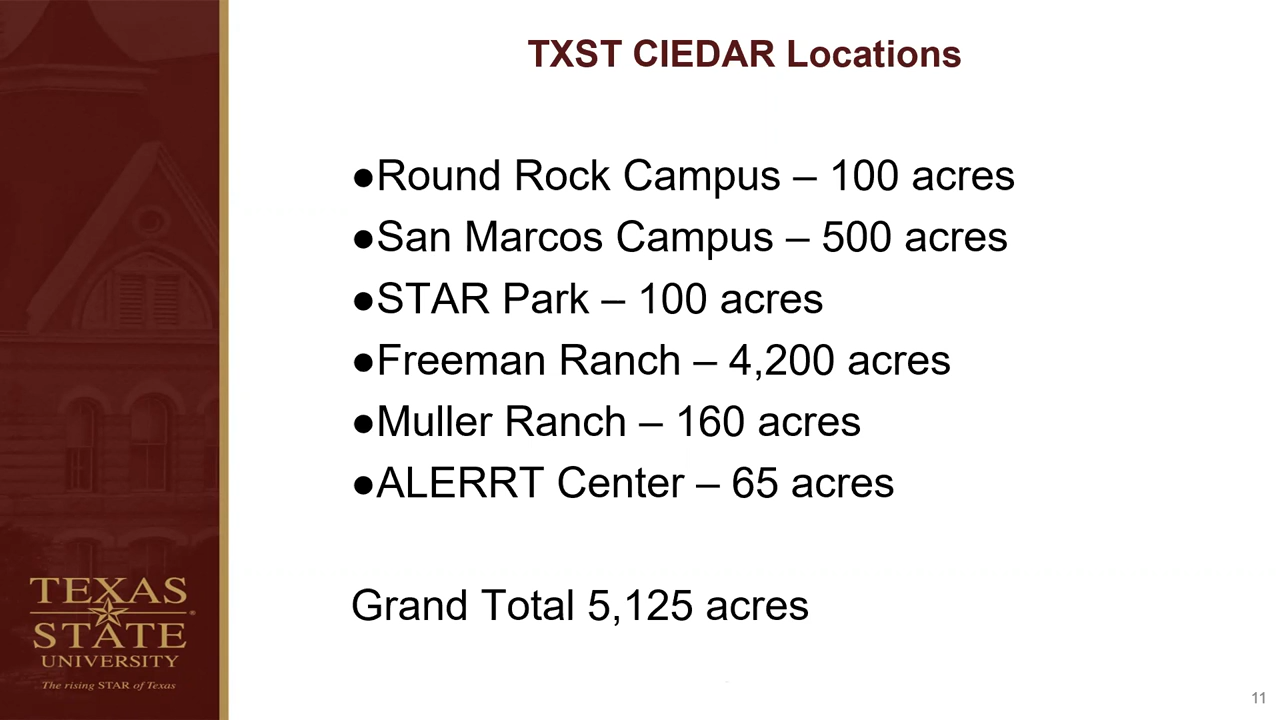 TXST CIEDAR Locations
●Round Rock Campus – 100 acres
●San Marcos Campus – 500 acres
●STAR Park – 100 acres
●Freeman Ranch – 4,200 acres
●Muller Ranch – 160 acres
●ALERRT Center – 65 acres
Grand Total 5,125 acres
TEXAS
STATE
UNIVERSITY
The rising STAR of Texas
11